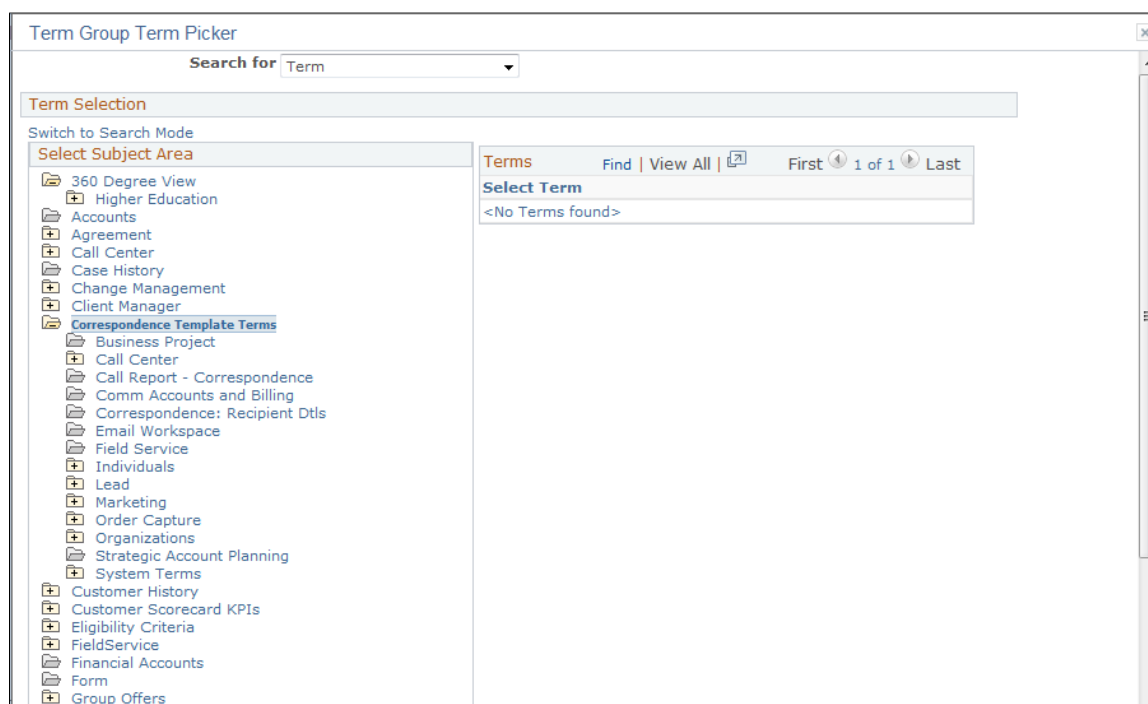 Term Group Term Picker
Search for Term
Term Selection
Switch to Search Mode
Select Subject Area
360 Degree View
Higher Education
Accounts
Agreement
Call Center
Case History
Change Management
Client Manager
Correspondence Template Terms
Business Project
Call Center
Call Report - Correspondence
Comm Accounts and Billing
Correspondence: Recipient Dtls
Email Workspace
Field Service
Individuals
Lead
Marketing
Order Capture
Organizations
Strategic Account Planning
System Terms
Customer History
Customer Scorecard KPIs
Eligibility Criteria
FieldService
Financial Accounts
Form
Group Offers
Terms Find | View All | First 1 of 1 Last
Select Term
<No Terms found>